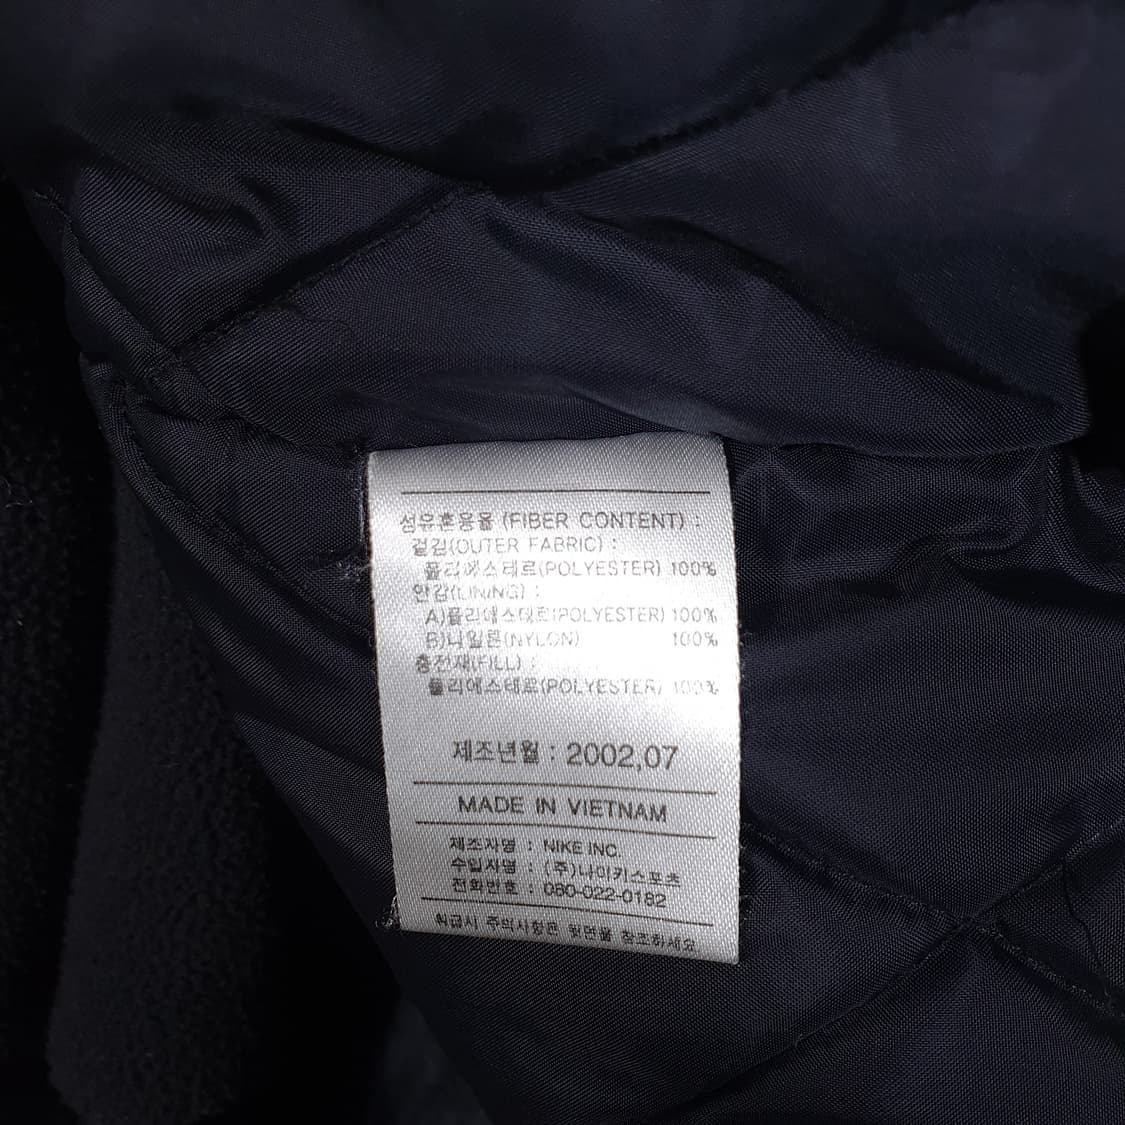 섬유혼용율 (FIBER CONTENT) :
겉감(OUTER FABRIC) :
폴리에스테르(POLYESTER) 100%
안감(LINING) :
A)폴리에스테르(POLYESTER) 100%
B)나일론(NYLON) 100%
충전재(FILL) :
폴리에스테르(POLYESTER) 100%
제조년월 : 2002,07
MADE IN VIETNAM
제조자명 : NIKE INC.
수입자명 : (주)나이키스포츠
전화번호 : 080-022-0182
취급시 주의사항은 뒷면을 참조하세요